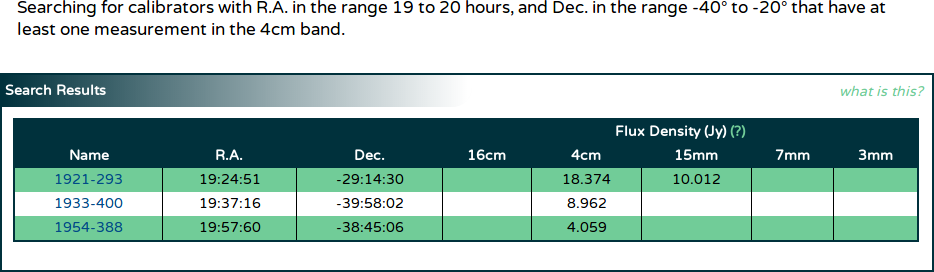 Searching for calibrators with R.A. in the range 19 to 20 hours, and Dec. in the range -40° to -20° that have at
least one measurement in the 4cm band.
Search Results what is this?
Flux Density (Jy) (?)
Name R.A. Dec. 16cm 4cm 15mm 7mm 3mm
1921-293 19:24:51 -29:14:30 18.374 10.012
1933-400 19:37:16 -39:58:02 8.962
1954-388 19:57:60 -38:45:06 4.059